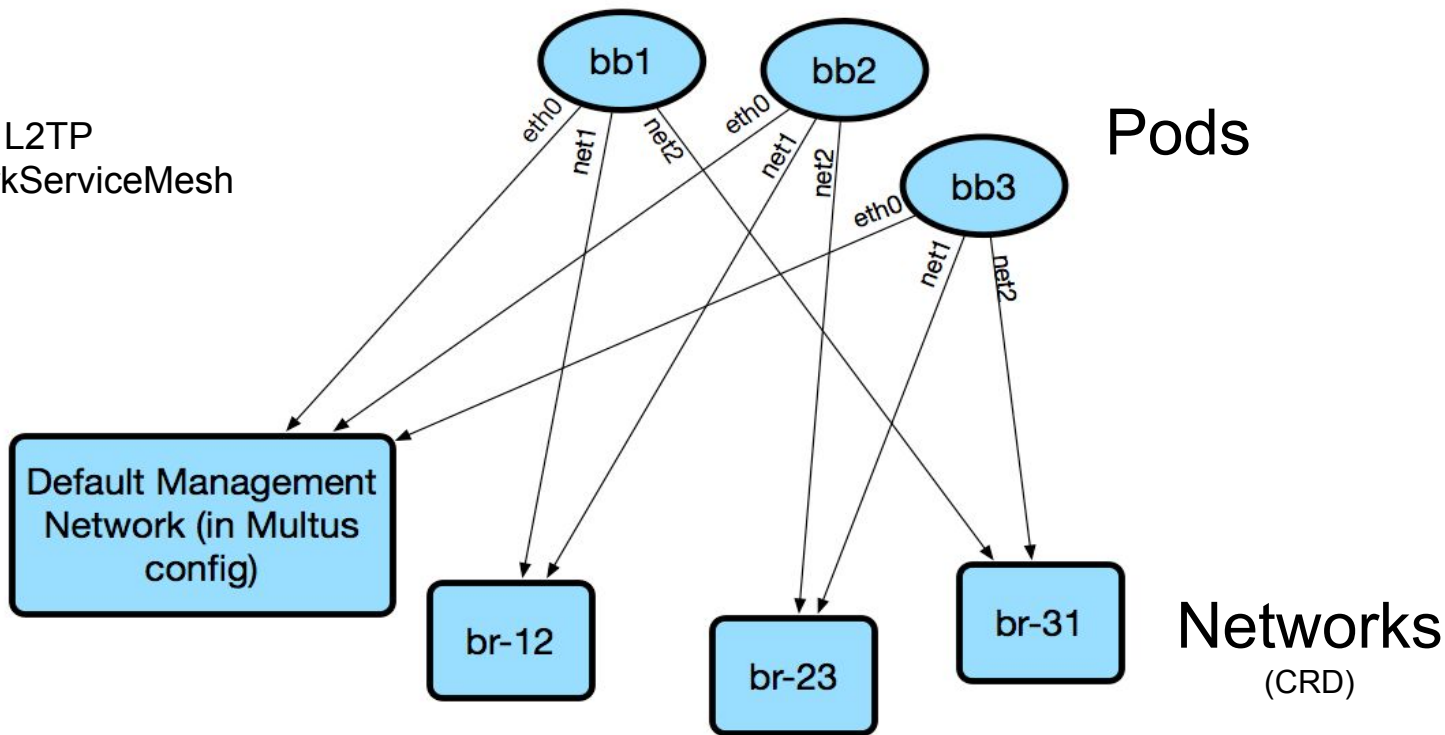 bb1
bb2
bb3
Pods
L2TP
kServiceMesh
eth0
net1
net2
eth0
net1
net2
eth0
net1
net2
Default Management
Network (in Multus
config)
br-12
br-23
br-31
Networks
(CRD)